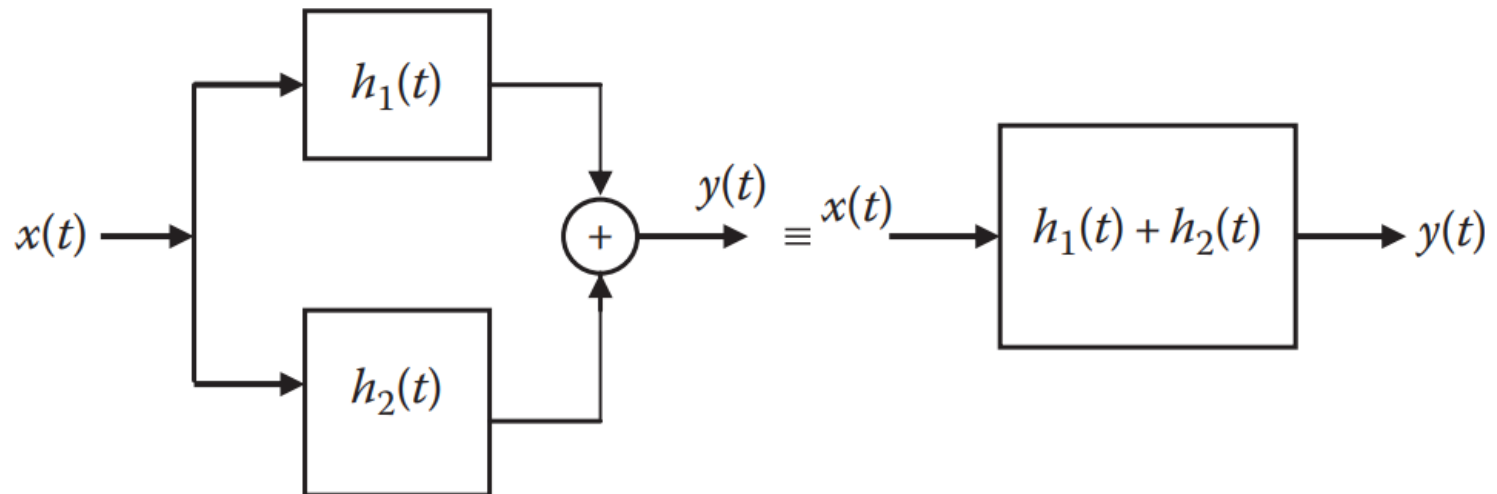 h₁(t)
x(t)
+
y(t)
h₂(t)
≡
x(t)
h₁(t) + h₂(t)
y(t)